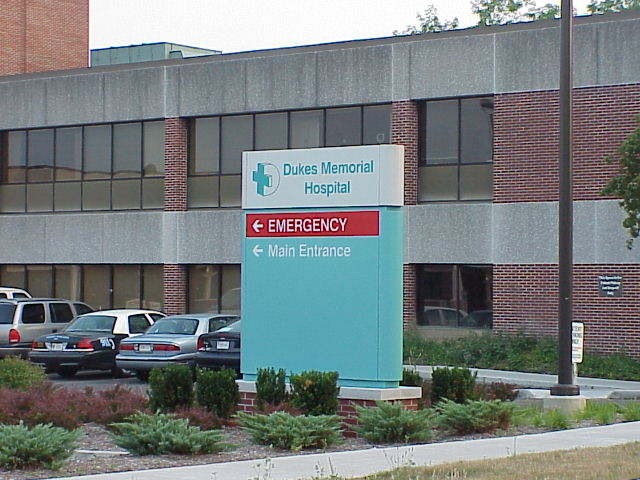 Dukes Memorial
Hospital
← EMERGENCY
← Main Entrance